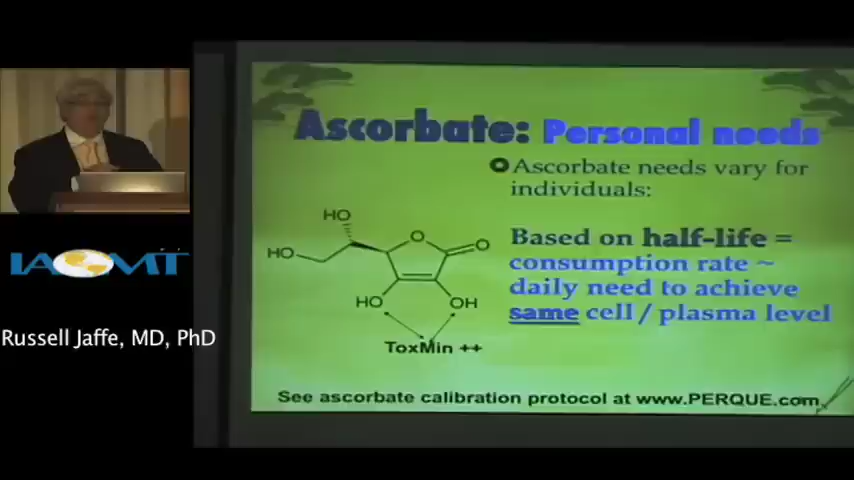 Ascorbate: Personal needs
Ascorbate needs vary for
individuals:
Based on half-life =
consumption rate ~
daily need to achieve
same cell / plasma level
HO
HO
O
O
HO
OH
ToxMin ++
See ascorbate calibration protocol at www.PERQUE.com
IAOMT
Russell Jaffe, MD, PhD